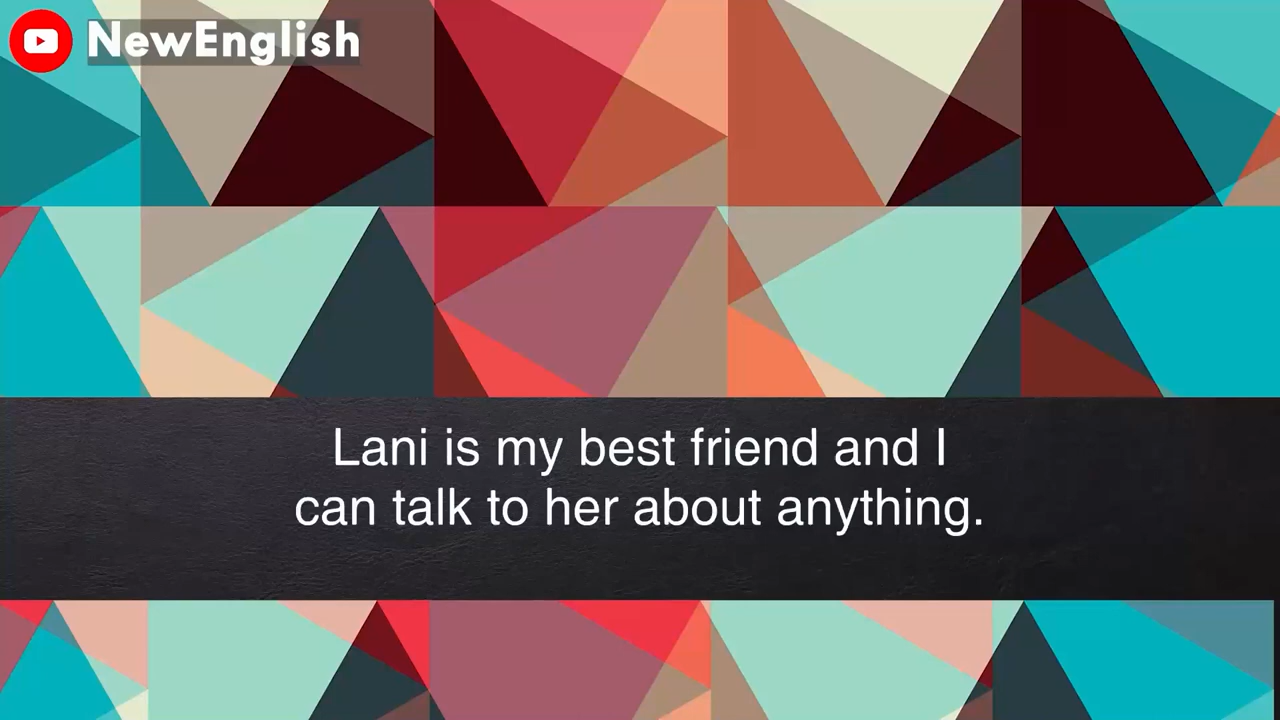 NewEnglish
Lani is my best friend and I
can talk to her about anything.